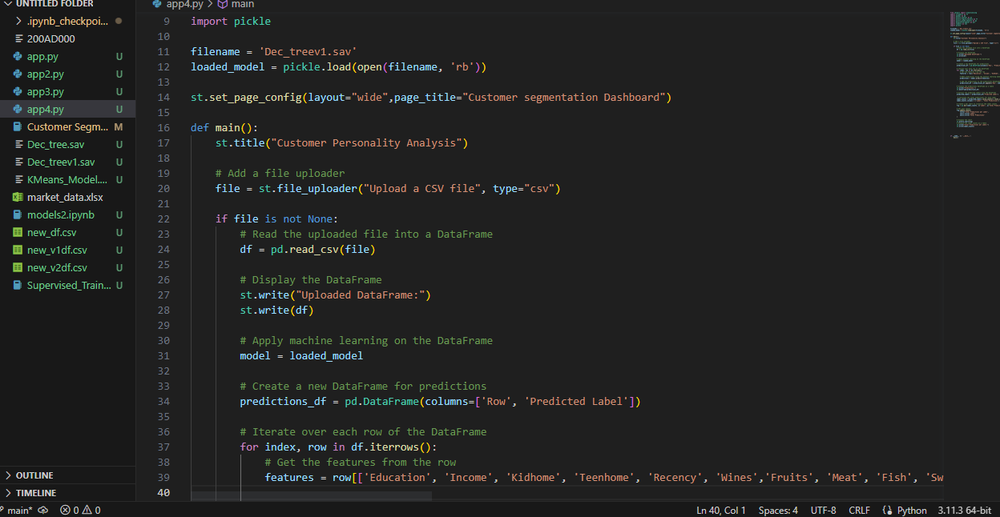 UNTITLED FOLDER
.ipynb_checkpoi...
200AD000
app.py U
app2.py U
app3.py U
app4.py U
Customer Segm... M
Dec_tree.sav U
Dec_treev1.sav U
KMeans_Model.... U
market_data.xlsx
models2.ipynb U
new_df.csv U
new_v1df.csv U
new_v2df.csv U
Supervised_Train... U
OUTLINE
TIMELINE
app4.py > main
9 import pickle
10
11 filename = 'Dec_treev1.sav'
12 loaded_model = pickle.load(open(filename, 'rb'))
13
14 st.set_page_config(layout="wide",page_title="Customer segmentation Dashboard")
15
16 def main():
17     st.title("Customer Personality Analysis")
18
19     # Add a file uploader
20     file = st.file_uploader("Upload a CSV file", type="csv")
21
22     if file is not None:
23         # Read the uploaded file into a DataFrame
24         df = pd.read_csv(file)
25
26         # Display the DataFrame
27         st.write("Uploaded DataFrame:")
28         st.write(df)
29
30         # Apply machine learning on the DataFrame
31         model = loaded_model
32
33         # Create a new DataFrame for predictions
34         predictions_df = pd.DataFrame(columns=['Row', 'Predicted Label'])
35
36         # Iterate over each row of the DataFrame
37         for index, row in df.iterrows():
38             # Get the features from the row
39             features = row[['Education', 'Income', 'Kidhome', 'Teenhome', 'Recency', 'Wines','Fruits', 'Meat', 'Fish', 'Sw
40
main* 0 0 Ln 40, Col 1 Spaces: 4 UTF-8 CRLF Python 3.11.3 64-bit